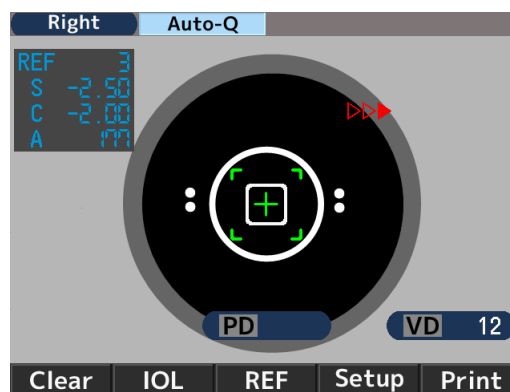 Right Auto-Q
REF 3
S -2.50
C -2.00
A 177
PD VD 12
Clear IOL REF Setup Print